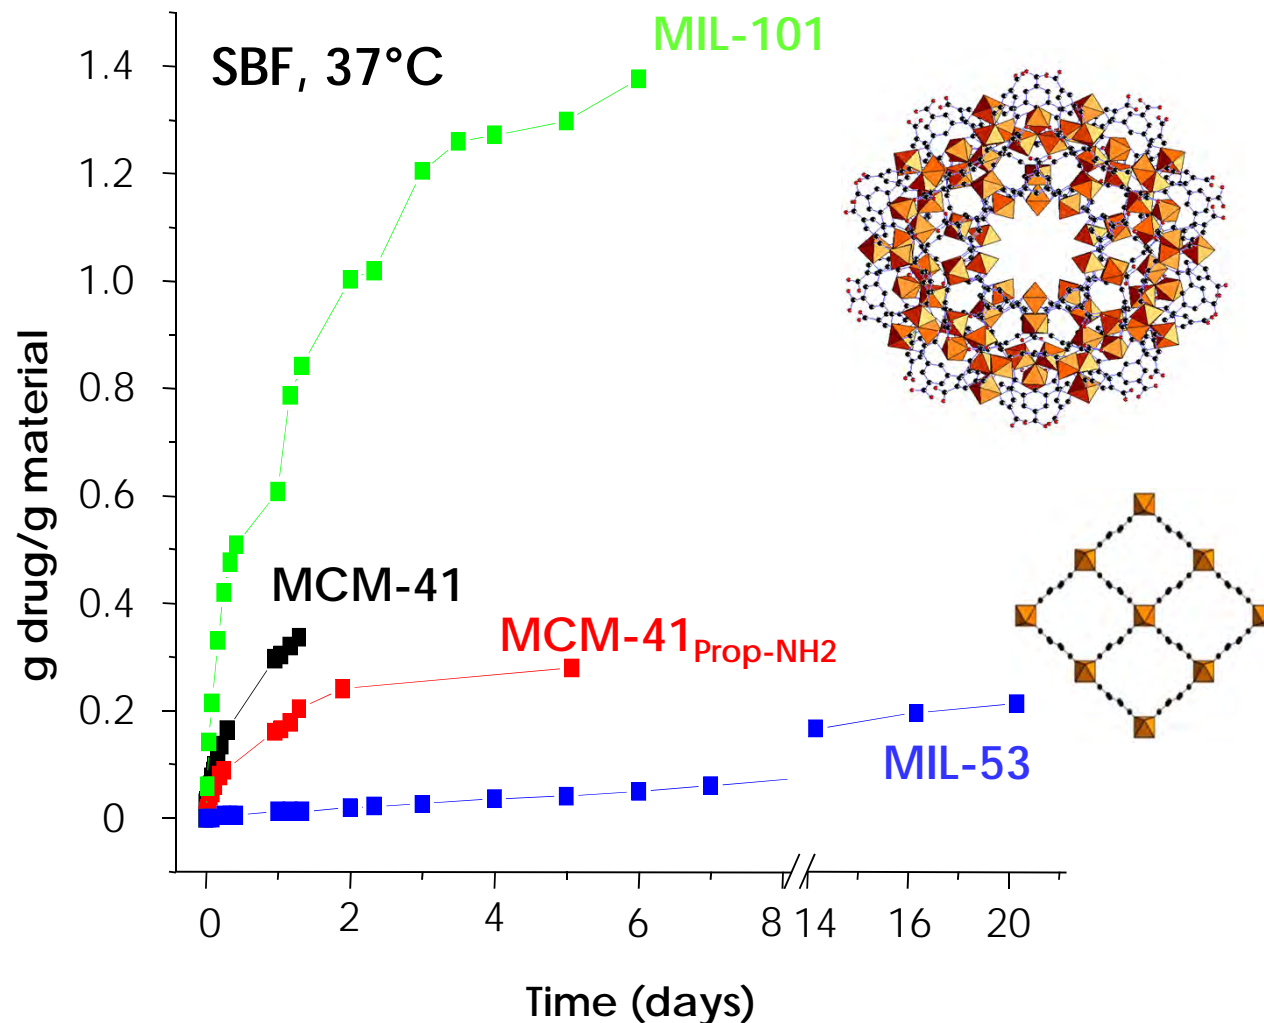 MIL-101
SBF, 37°C
1.4
1.2
1.0
0.8
0.6
0.4
0.2
0
g drug/g material
MCM-41
MCM-41Prop-NH2
MIL-53
0 2 4 6 8 14 16 20
Time (days)